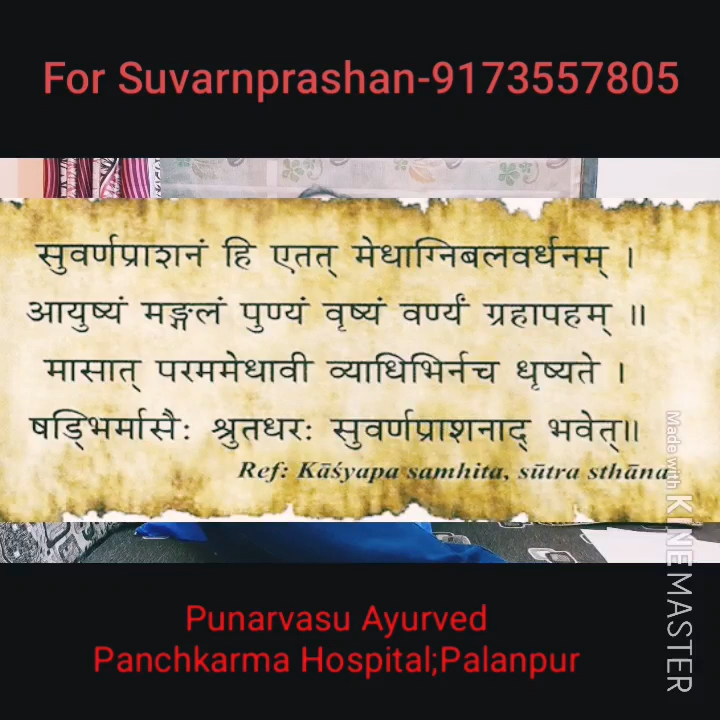 For Suvarnprashan-9173557805
सुवर्णप्राशनं हि एतत् मेधाग्निबलवर्धनम् ।
आयुष्यं मङ्गलं पुण्यं वृष्यं वर्ण्यं ग्रहापहम् ॥
मासात् परममेधावी व्याधिभिर्नच धृष्यते ।
षड्भिर्मासैः श्रुतधरः सुवर्णप्राशनाद् भवेत्॥
Ref: Kāśyapa samhita, sūtra sthāna
Made with KINEMASTER
Punarvasu Ayurved
Panchkarma Hospital;Palanpur